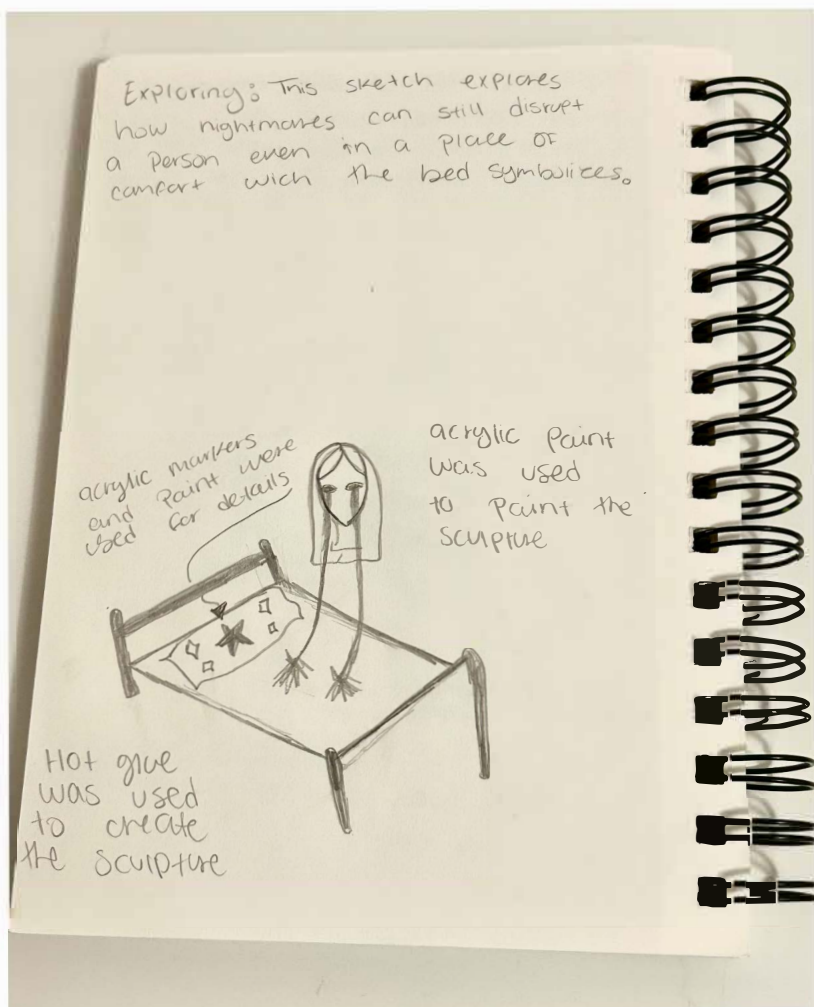 Exploring: This sketch explores
how nightmares can still disrupt
a person even in a place of
comfort wich the bed symbolizes.
acrylic markers
and paint were
used for details
acrylic paint
was used
to paint the
sculpture
Hot glue
was used
to create
the sculpture